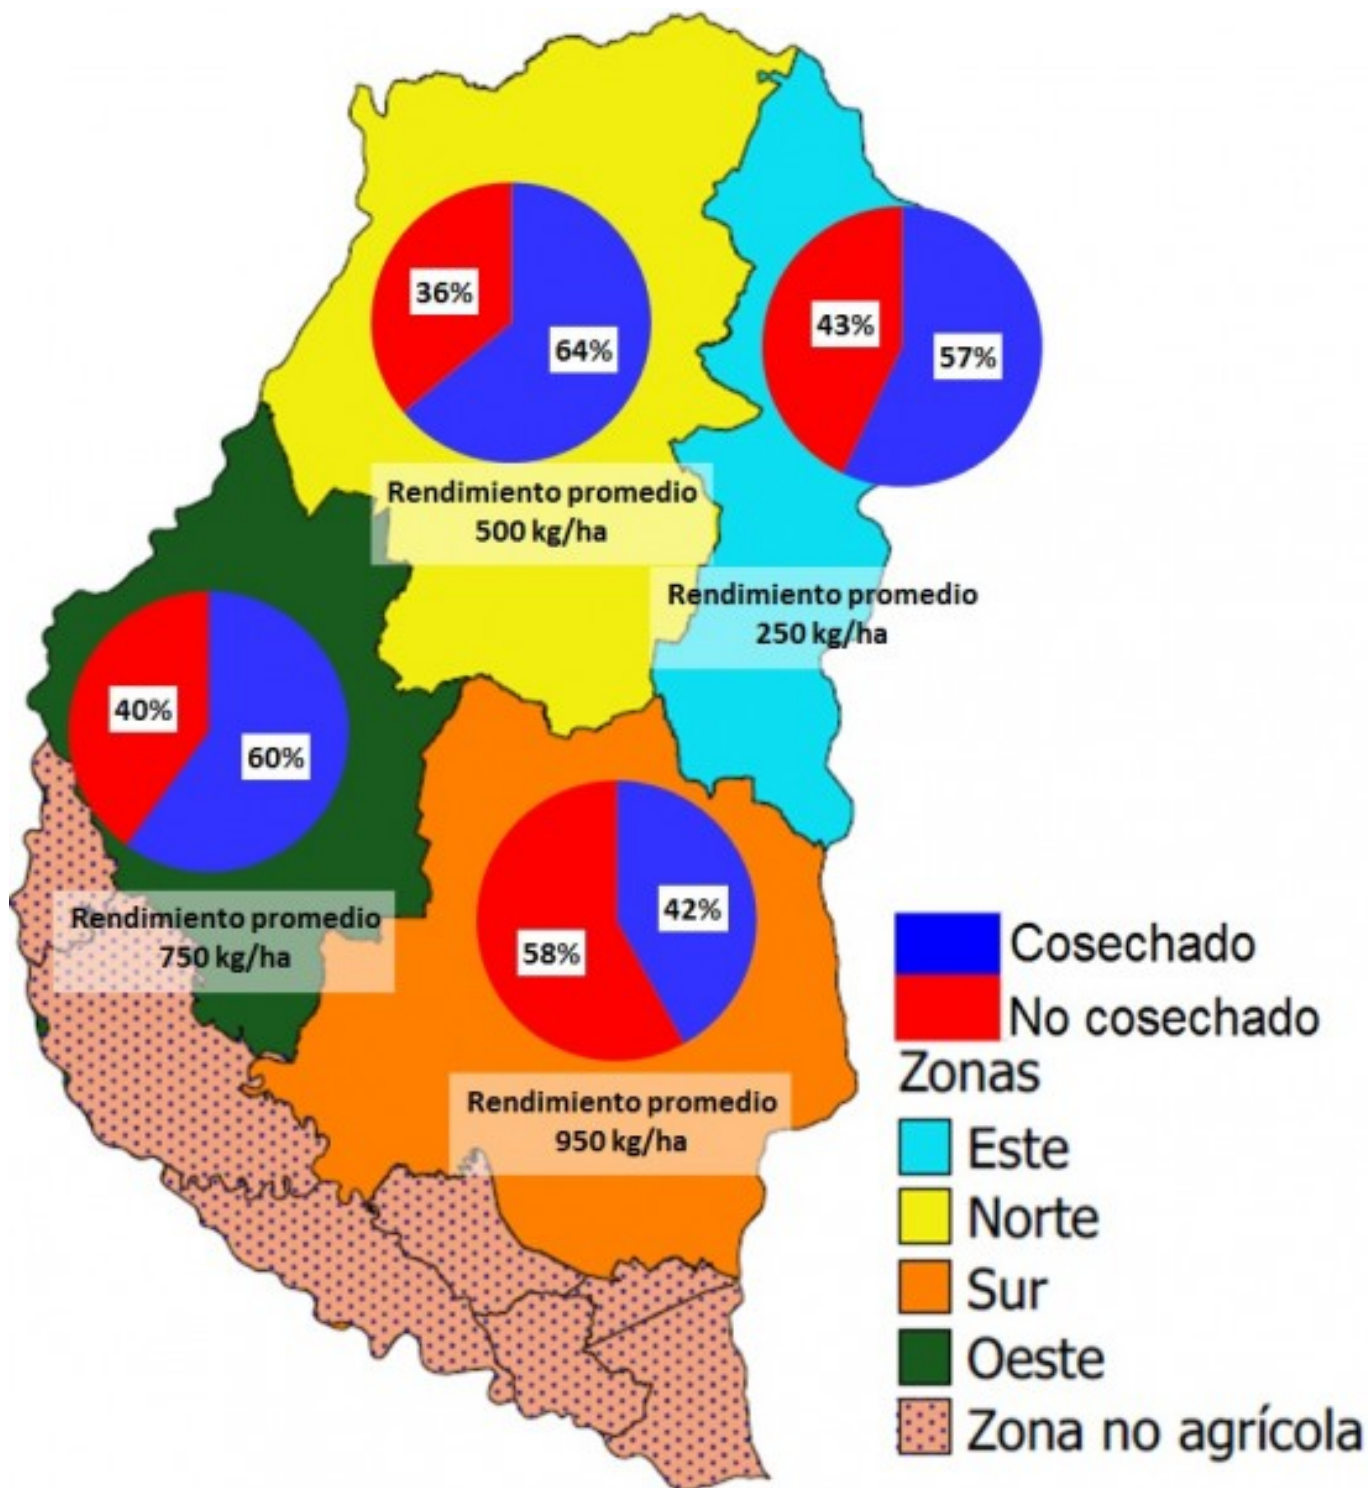 36%
64%
43%
57%
Rendimiento promedio
500 kg/ha
Rendimiento promedio
250 kg/ha
40%
60%
Rendimiento promedio
750 kg/ha
42%
58%
Rendimiento promedio
950 kg/ha
Cosechado
No cosechado
Zonas
Este
Norte
Sur
Oeste
Zona no agrícola